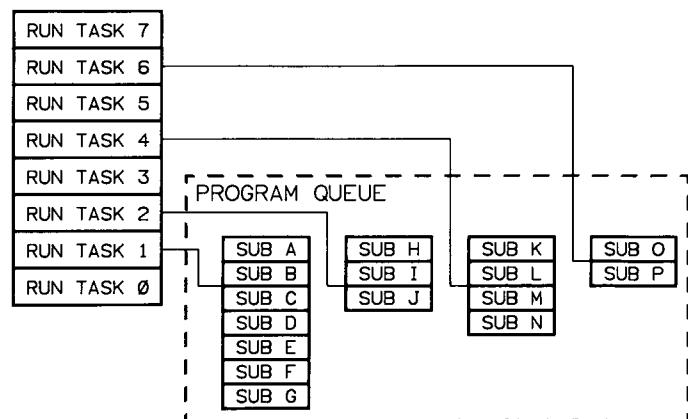 RUN TASK 7
RUN TASK 6
RUN TASK 5
RUN TASK 4
RUN TASK 3
RUN TASK 2
RUN TASK 1
RUN TASK Ø
PROGRAM QUEUE
SUB A
SUB B
SUB C
SUB D
SUB E
SUB F
SUB G
SUB H
SUB I
SUB J
SUB K
SUB L
SUB M
SUB N
SUB O
SUB P